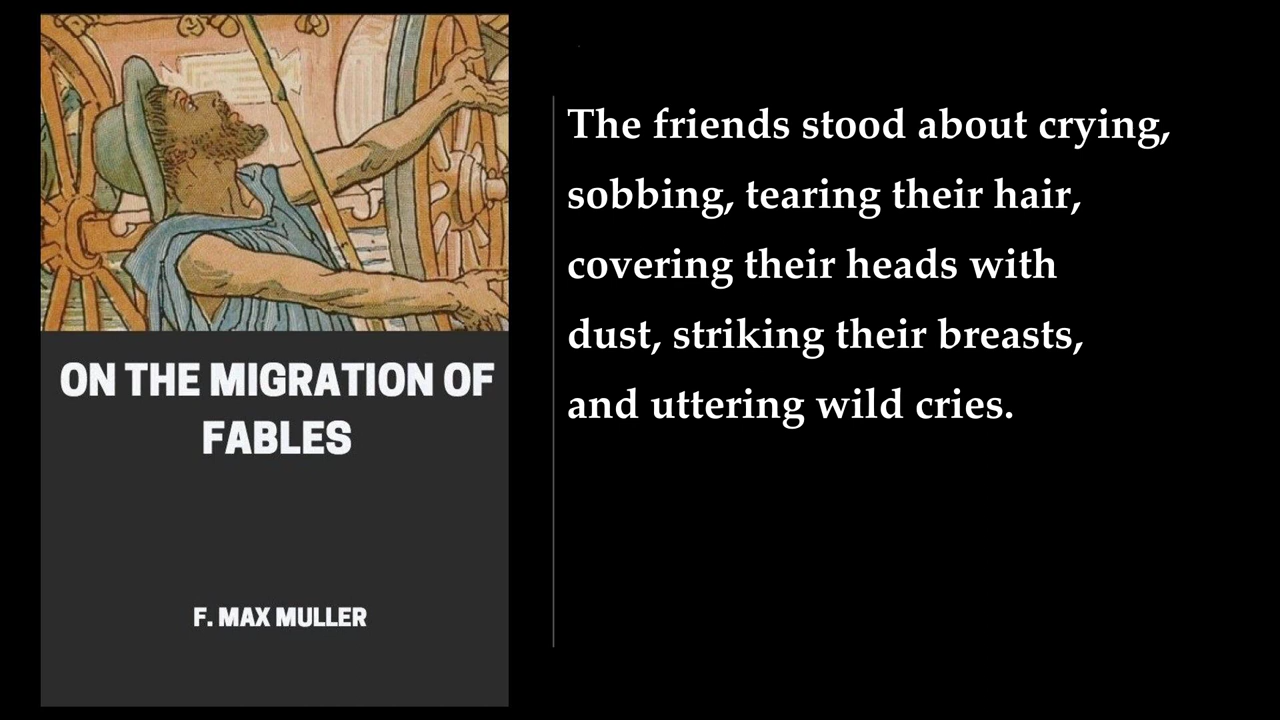 ON THE MIGRATION OF
FABLES
F. MAX MULLER
The friends stood about crying,
sobbing, tearing their hair,
covering their heads with
dust, striking their breasts,
and uttering wild cries.